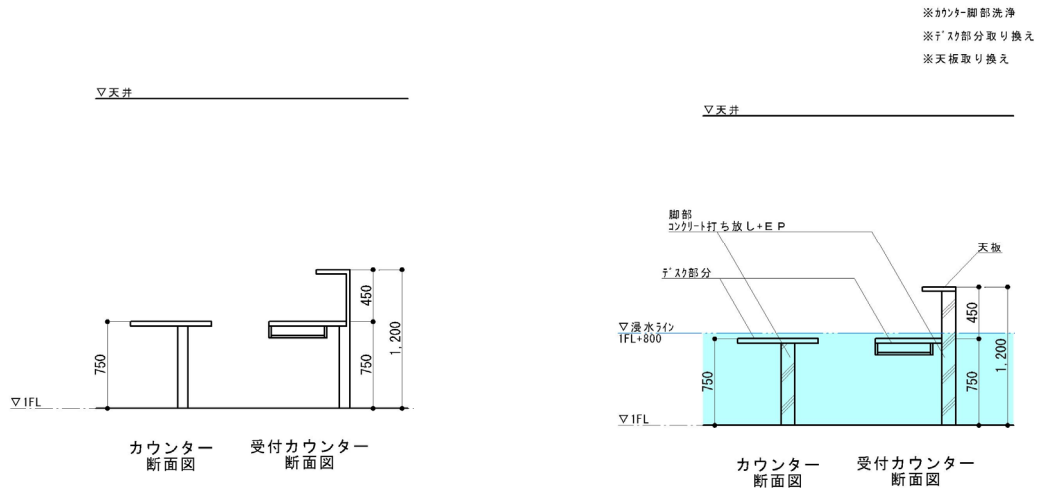 ※カウンター脚部洗浄
※デスク部分取り換え
※天板取り換え
▽天井
450
750
1,200
750
▽1FL
カウンター
断面図
受付カウンター
断面図
▽天井
脚部
コンクリート打ち放し+EP
デスク部分
天板
▽浸水ライン
1FL+800
450
750
1,200
750
▽1FL
カウンター
断面図
受付カウンター
断面図